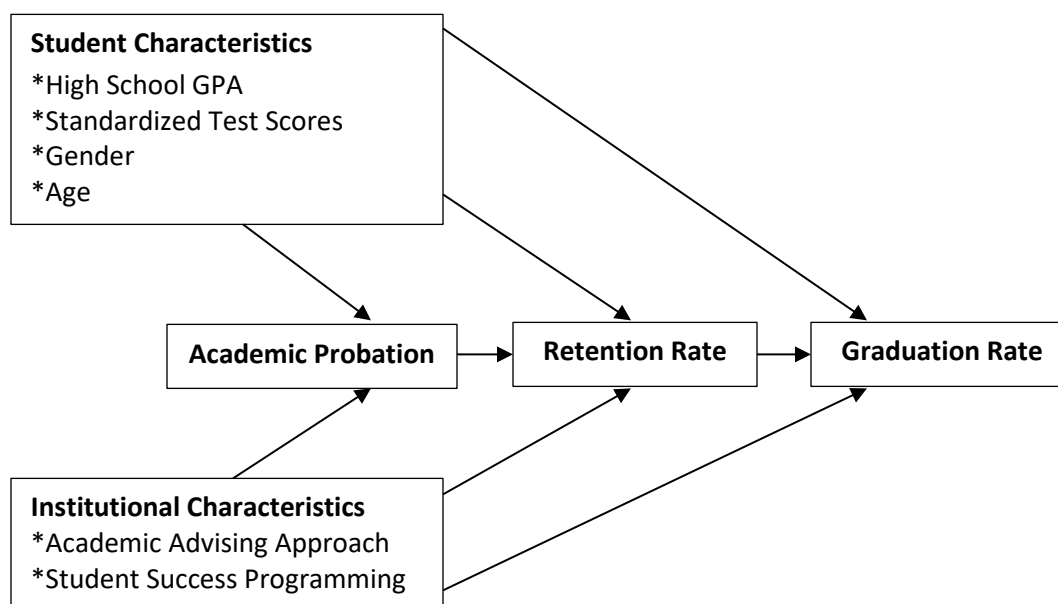 Student Characteristics
*High School GPA
*Standardized Test Scores
*Gender
*Age
Academic Probation
Retention Rate
Graduation Rate
Institutional Characteristics
*Academic Advising Approach
*Student Success Programming